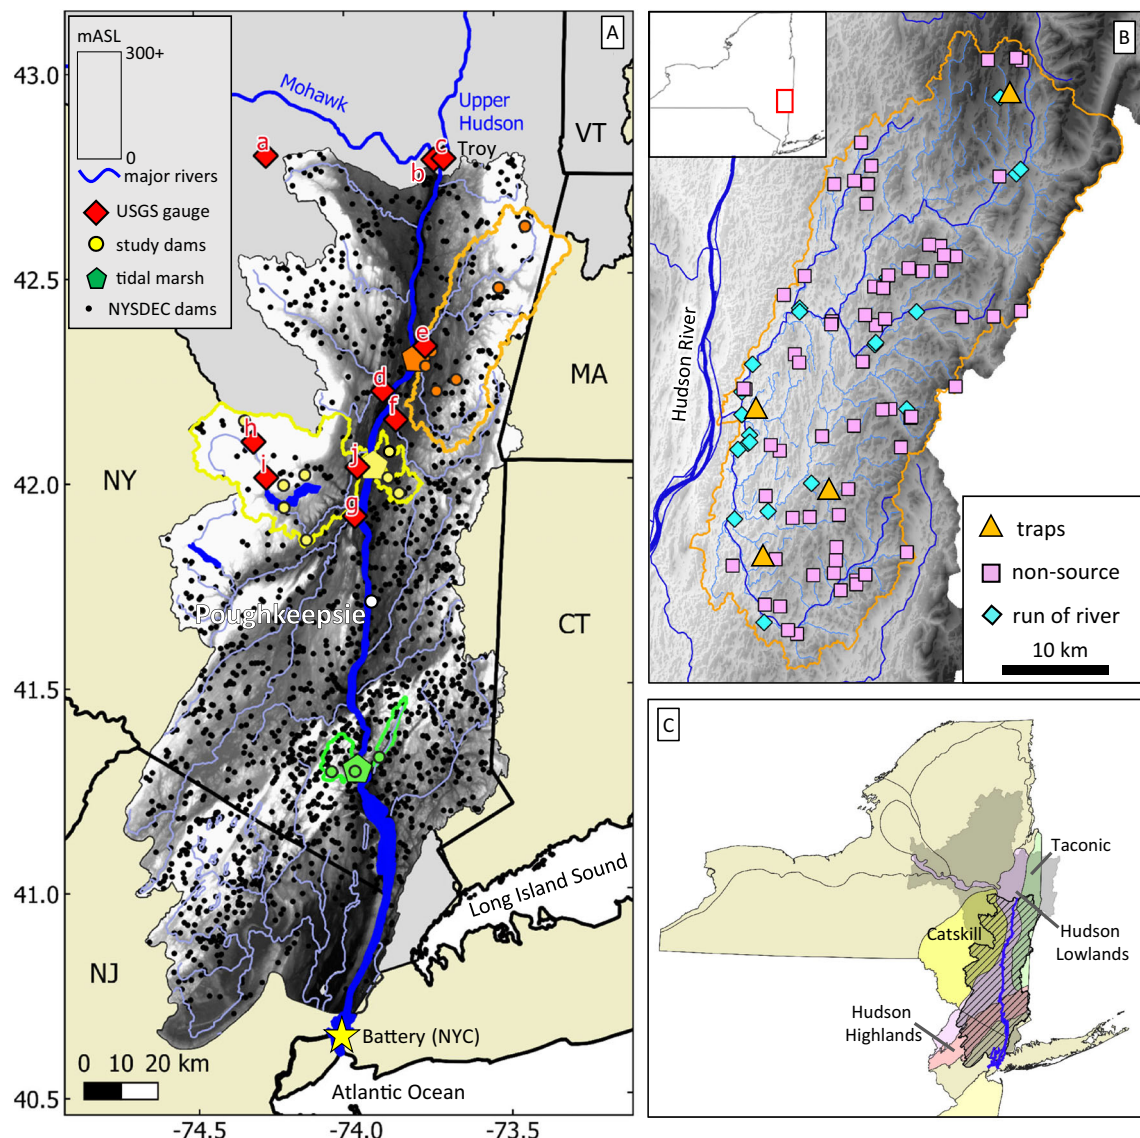 A
mASL
300+
0
major rivers
USGS gauge
study dams
tidal marsh
NYSDEC dams
43.0
42.5
42.0
41.5
41.0
40.5
-74.5
-74.0
-73.5
Mohawk
Upper
Hudson
Troy
VT
MA
NY
CT
NJ
a
b
c
d
e
f
g
h
i
j
Poughkeepsie
Long Island Sound
Battery (NYC)
Atlantic Ocean
0 10 20 km
B
Hudson River
traps
non-source
run of river
10 km
C
Taconic
Catskill
Hudson
Lowlands
Hudson
Highlands